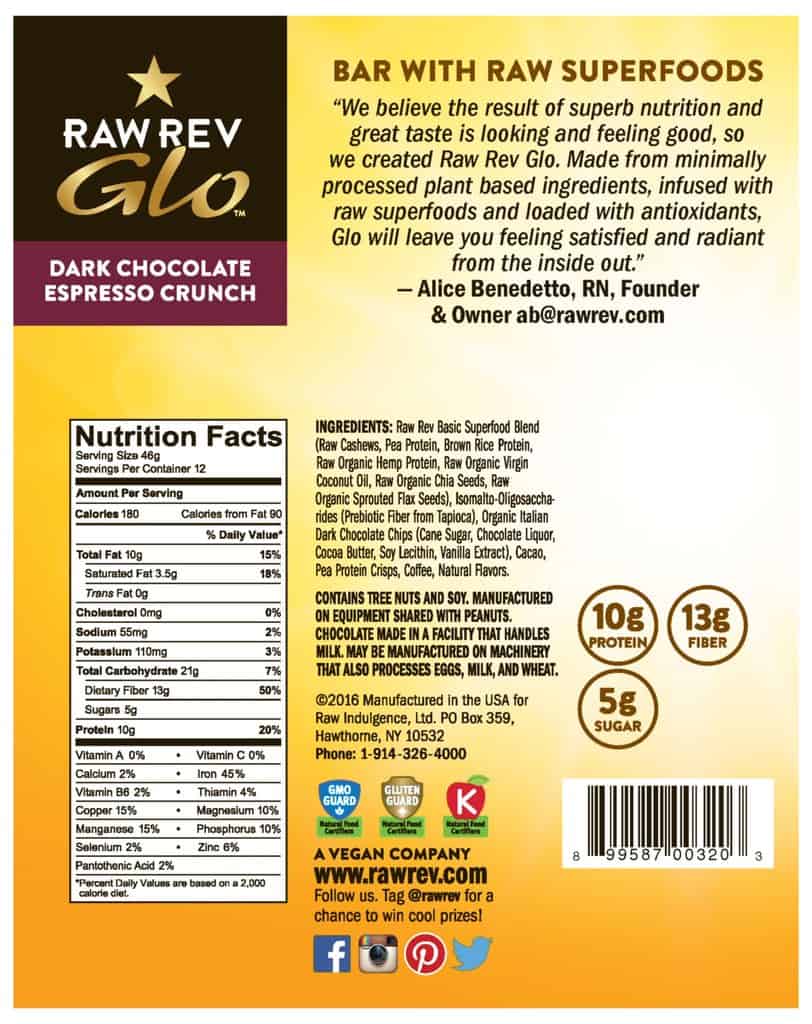 RAW REV
Glo™
DARK CHOCOLATE
ESPRESSO CRUNCH
BAR WITH RAW SUPERFOODS
“We believe the result of superb nutrition and
great taste is looking and feeling good, so
we created Raw Rev Glo. Made from minimally
processed plant based ingredients, infused with
raw superfoods and loaded with antioxidants,
Glo will leave you feeling satisfied and radiant
from the inside out.”
— Alice Benedetto, RN, Founder
& Owner ab@rawrev.com
Nutrition Facts
Serving Size 46g
Servings Per Container 12
Amount Per Serving
Calories 180 Calories from Fat 90
% Daily Value*
Total Fat 10g 15%
Saturated Fat 3.5g 18%
Trans Fat 0g
Cholesterol 0mg 0%
Sodium 55mg 2%
Potassium 110mg 3%
Total Carbohydrate 21g 7%
Dietary Fiber 13g 50%
Sugars 5g
Protein 10g 20%
Vitamin A 0% • Vitamin C 0%
Calcium 2% • Iron 45%
Vitamin B6 2% • Thiamin 4%
Copper 15% • Magnesium 10%
Manganese 15% • Phosphorus 10%
Selenium 2% • Zinc 6%
Pantothenic Acid 2%
*Percent Daily Values are based on a 2,000
calorie diet.
INGREDIENTS: Raw Rev Basic Superfood Blend
(Raw Cashews, Pea Protein, Brown Rice Protein,
Raw Organic Hemp Protein, Raw Organic Virgin
Coconut Oil, Raw Organic Chia Seeds, Raw
Organic Sprouted Flax Seeds), Isomalto-Oligosaccha-
rides (Prebiotic Fiber from Tapioca), Organic Italian
Dark Chocolate Chips (Cane Sugar, Chocolate Liquor,
Cocoa Butter, Soy Lecithin, Vanilla Extract), Cacao,
Pea Protein Crisps, Coffee, Natural Flavors.
CONTAINS TREE NUTS AND SOY. MANUFACTURED
ON EQUIPMENT SHARED WITH PEANUTS.
CHOCOLATE MADE IN A FACILITY THAT HANDLES
MILK. MAY BE MANUFACTURED ON MACHINERY
THAT ALSO PROCESSES EGGS, MILK, AND WHEAT.
©2016 Manufactured in the USA for
Raw Indulgence, Ltd. PO Box 359,
Hawthorne, NY 10532
Phone: 1-914-326-4000
GMO
GUARD
Natural Food
Certifiers
GLUTEN
GUARD
Natural Food
Certifiers
K
Natural Food
Certifiers
A VEGAN COMPANY
www.rawrev.com
Follow us. Tag @rawrev for a
chance to win cool prizes!
10g
PROTEIN
13g
FIBER
5g
SUGAR
8 99587 00320 3